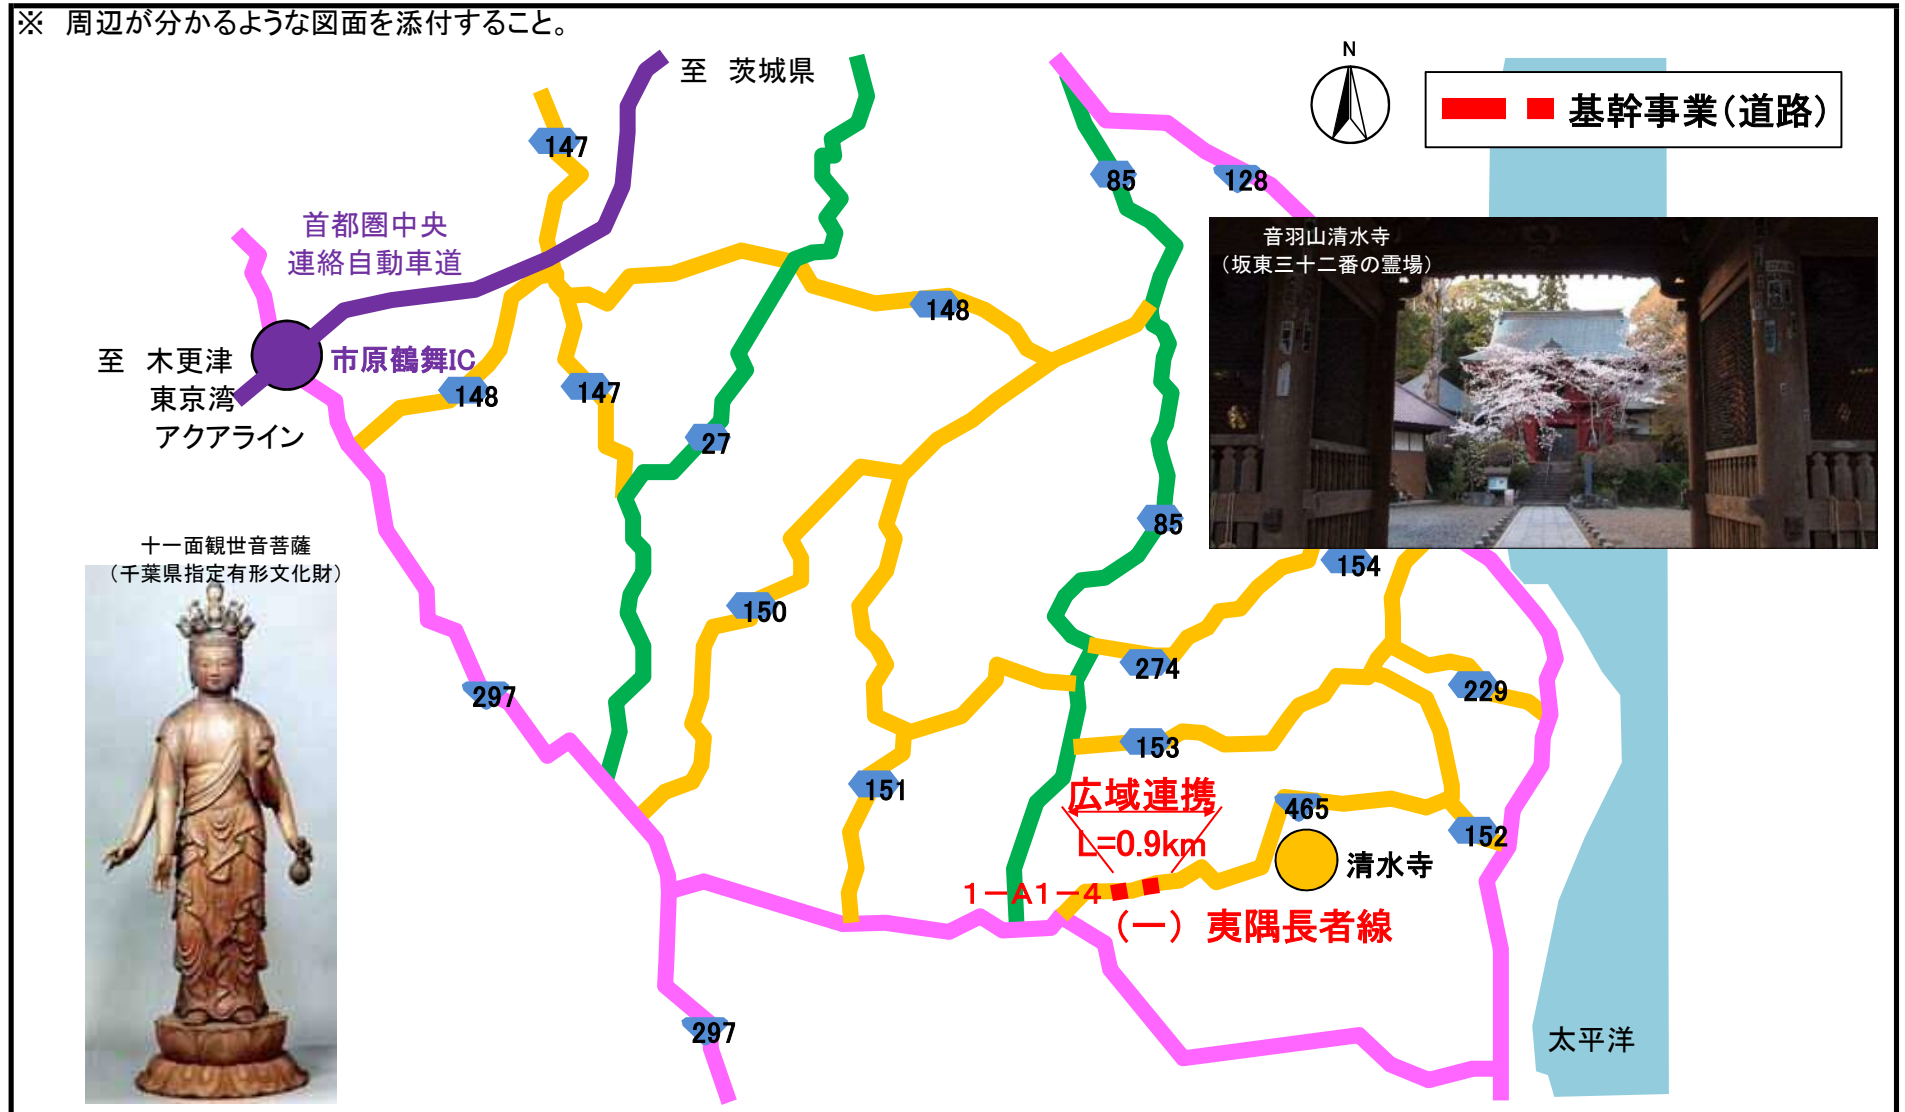 ※ 周辺が分かるような図面を添付すること。
至 茨城県
N
基幹事業(道路)
147
85
128
首都圏中央
連絡自動車道
音羽山清水寺
(坂東三十二番の霊場)
148
至 木更津
東京湾
アクアライン
市原鶴舞IC
148
147
27
85
十一面観世音菩薩
(千葉県指定有形文化財)
154
150
274
229
297
153
151
広域連携
L=0.9km
465
152
清水寺
1-A1-4
(一) 夷隅長者線
297
太平洋